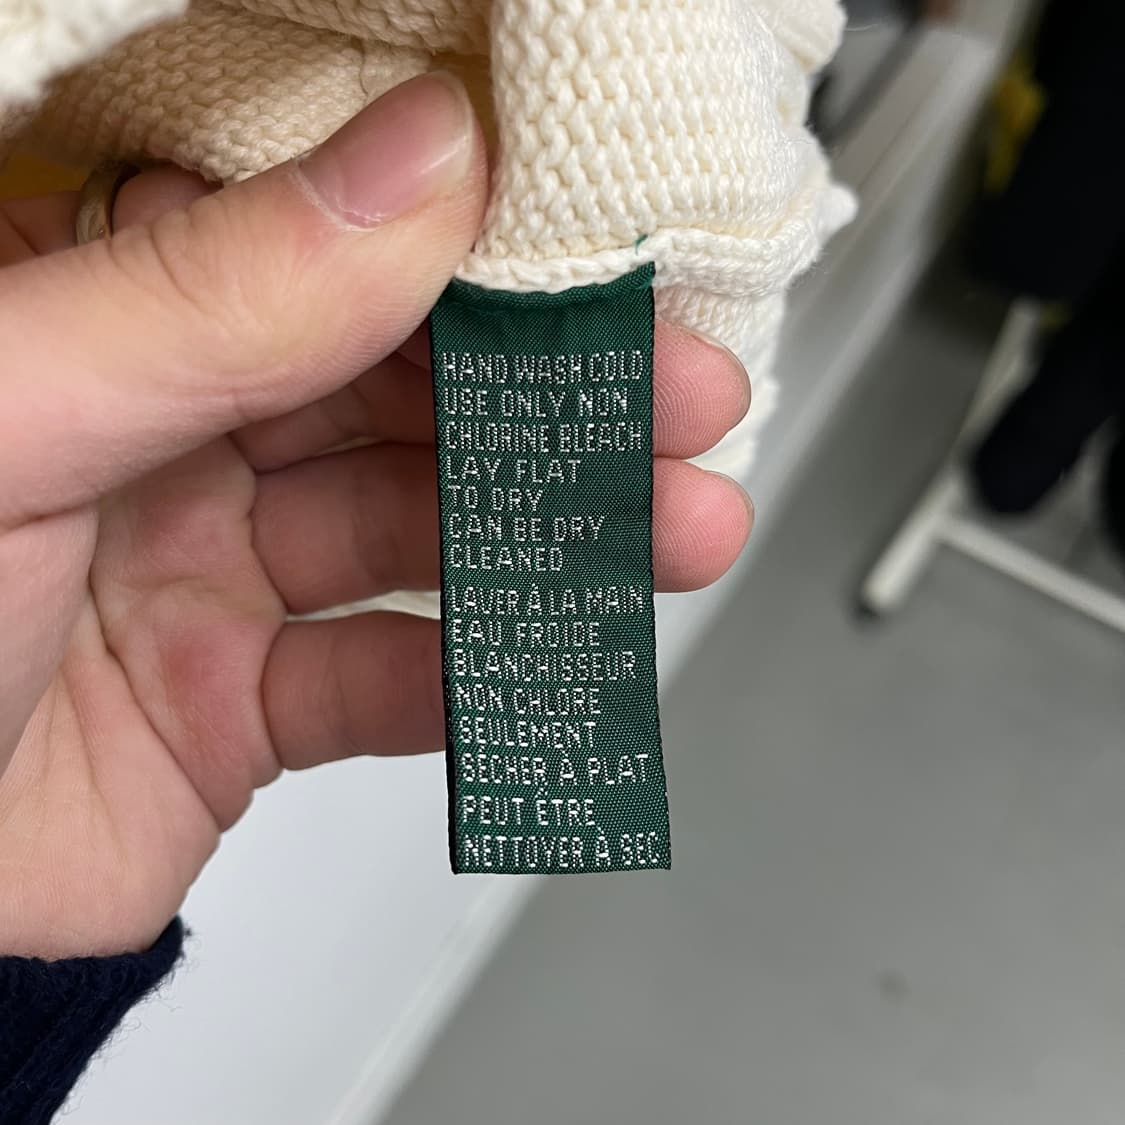 HAND WASH COLD
USE ONLY NON
CHLORINE BLEACH
LAY FLAT
TO DRY
CAN BE DRY
CLEANED
LAVER À LA MAIN
EAU FROIDE
BLANCHISSEUR
NON CHLORE
SEULEMENT
SECHER À PLAT
PEUT ÊTRE
NETTOYER À SEC